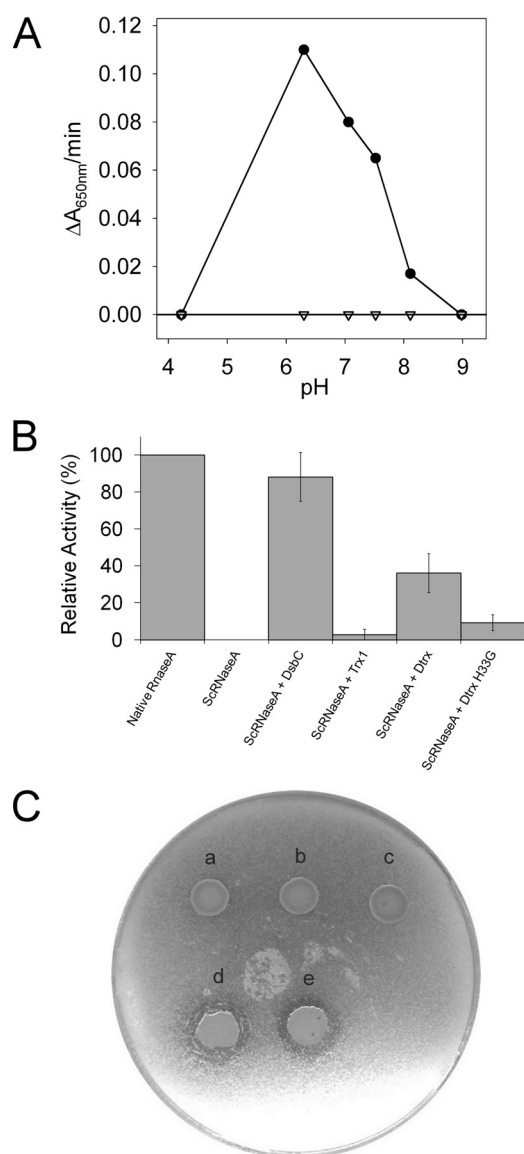 A
0.12
0.10
0.08
0.06
0.04
0.02
0.00
ΔA650nm/min
4 5 6 7 8 9
pH
B
100
80
60
40
20
0
Relative Activity (%)
Native RnaseA
ScRNaseA
ScRNaseA + DsbC
ScRNaseA + Trx1
ScRNaseA + Dtrx
ScRNaseA + Dtrx H33G
C
a b c
d e